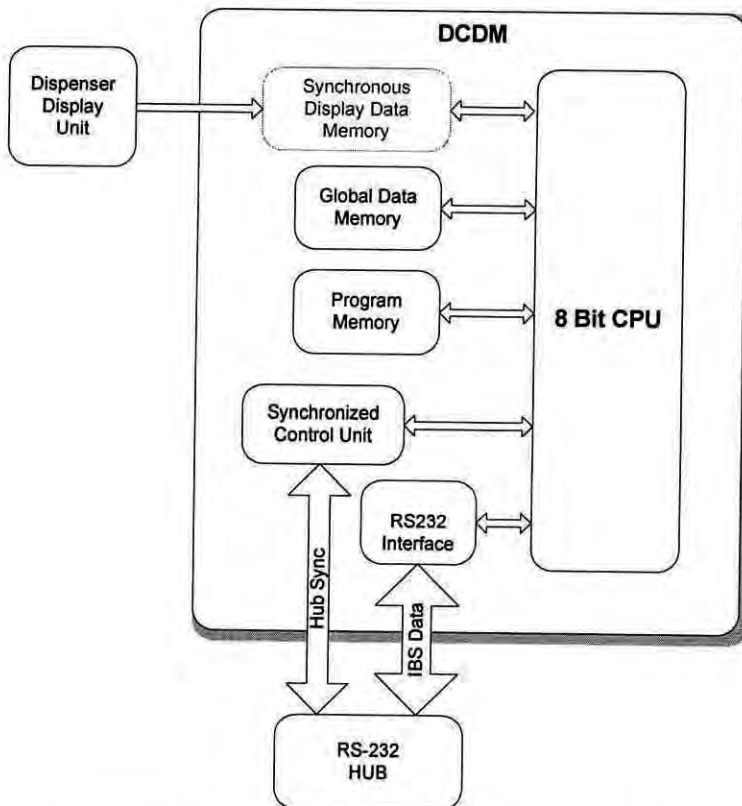 DCDM
Dispenser
Display
Unit
Synchronous
Display Data
Memory
Global Data
Memory
Program
Memory
8 Bit CPU
Synchronized
Control Unit
RS232
Interface
Hub Sync
IBS Data
RS-232
HUB